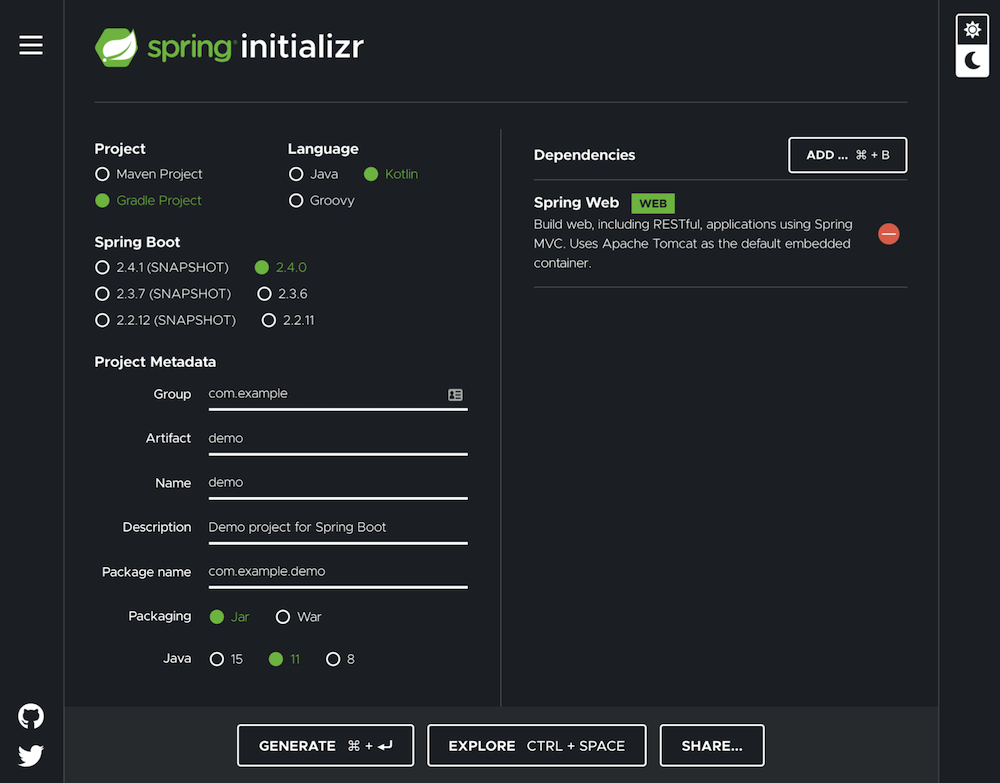 spring initializr
Project
Maven Project
Gradle Project
Language
Java Kotlin
Groovy
Spring Boot
2.4.1 (SNAPSHOT) 2.4.0
2.3.7 (SNAPSHOT) 2.3.6
2.2.12 (SNAPSHOT) 2.2.11
Project Metadata
Group com.example
Artifact demo
Name demo
Description Demo project for Spring Boot
Package name com.example.demo
Packaging Jar War
Java 15 11 8
Dependencies ADD ... ⌘ + B
Spring Web WEB
Build web, including RESTful, applications using Spring
MVC. Uses Apache Tomcat as the default embedded
container.
GENERATE ⌘ + ⏎ EXPLORE CTRL + SPACE SHARE...